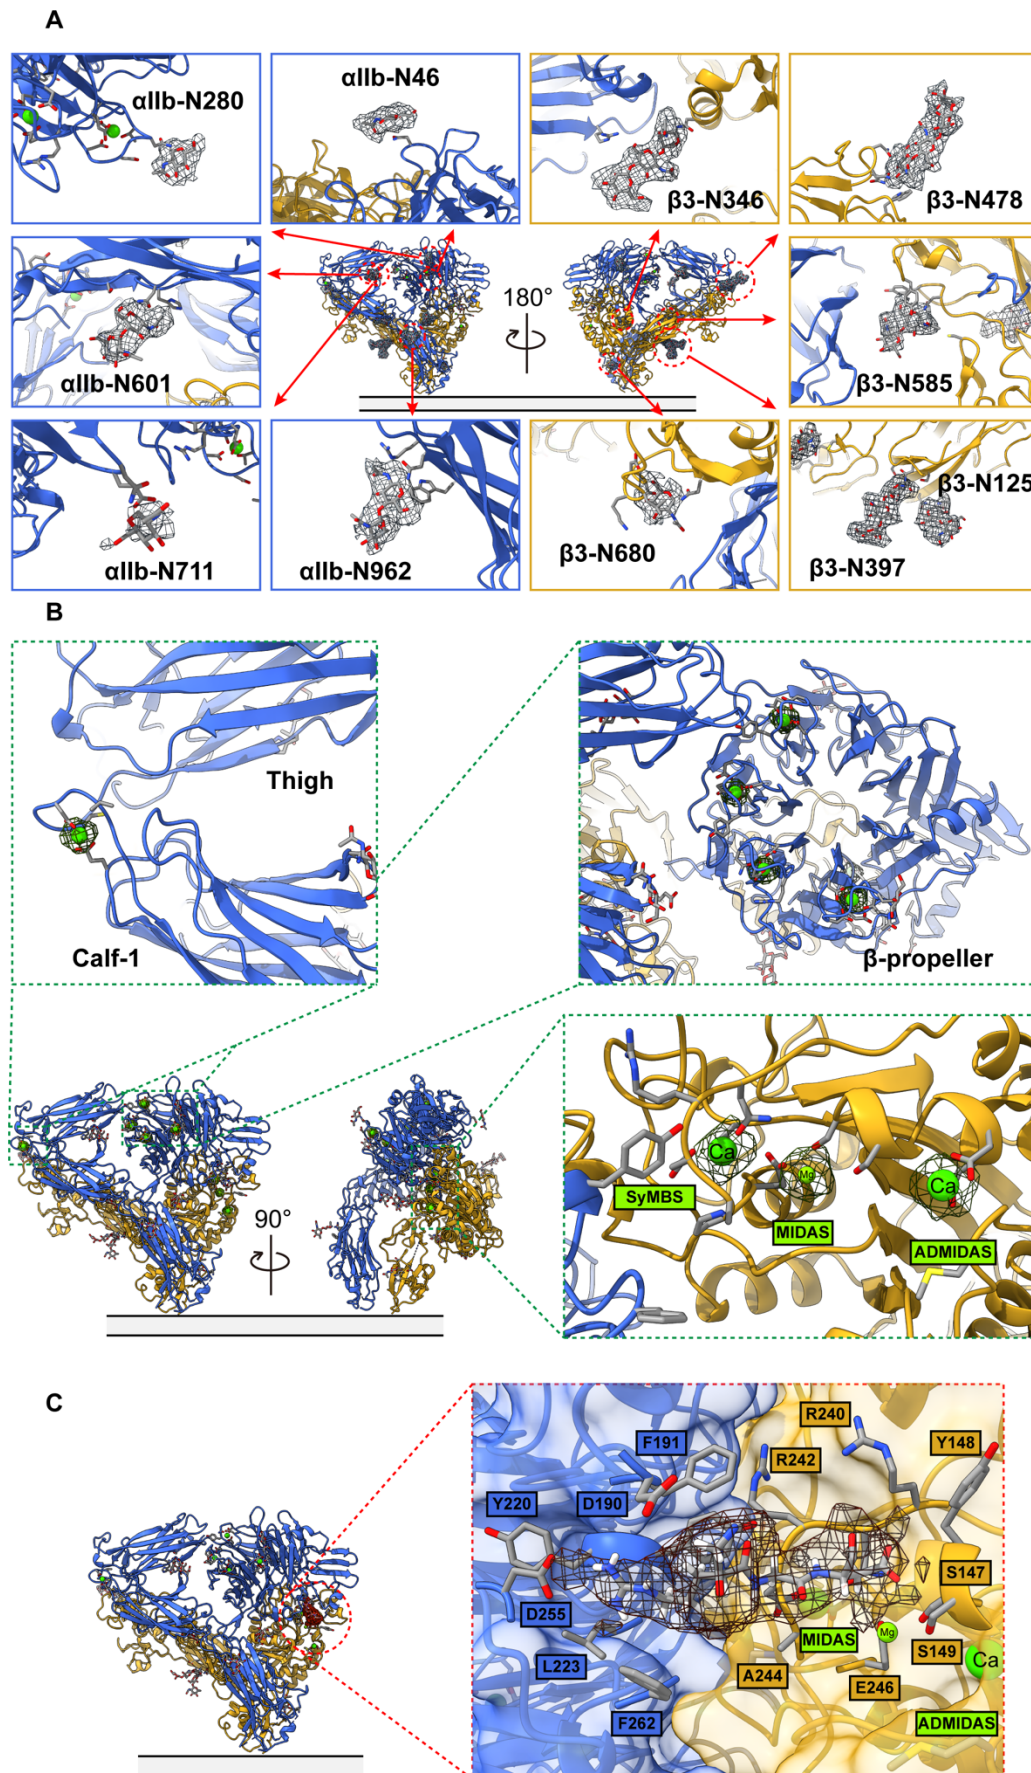 A
αIIb-N280
αIIb-N46
β3-N346
β3-N478
αIIb-N601
180°
β3-N585
αIIb-N711
αIIb-N962
β3-N680
β3-N125
β3-N397
B
Thigh
Calf-1
β-propeller
90°
Ca
Mg
Ca
SyMBS
MIDAS
ADMIDAS
C
R240
F191
R242
Y148
Y220
D190
S147
D255
MIDAS
Mg
S149
Ca
L223
A244
E246
F262
ADMIDAS